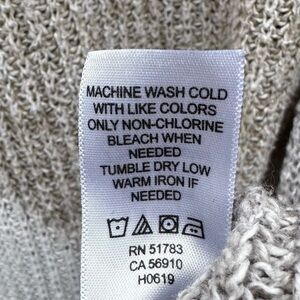 MACHINE WASH COLD
WITH LIKE COLORS
ONLY NON-CHLORINE
BLEACH WHEN
NEEDED
TUMBLE DRY LOW
WARM IRON IF
NEEDED
RN 51783
CA 56910
H0619